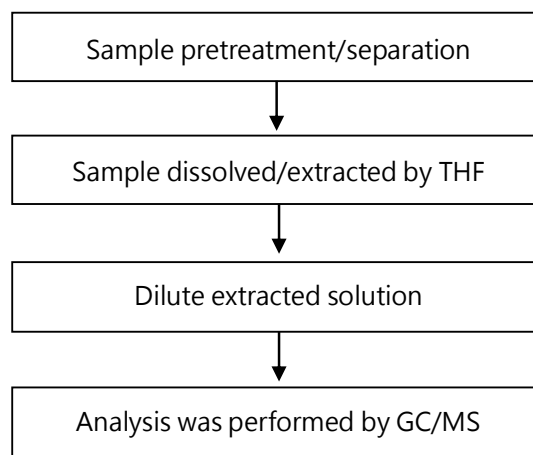 Sample pretreatment/separation
Sample dissolved/extracted by THF
Dilute extracted solution
Analysis was performed by GC/MS